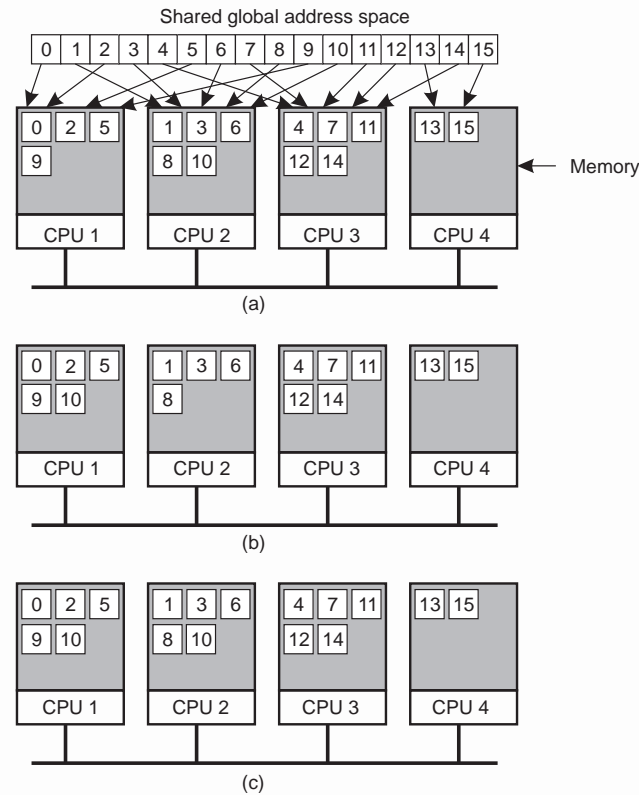 Shared global address space
0 1 2 3 4 5 6 7 8 9 10 11 12 13 14 15
0 2 5 1 3 6 4 7 11 13 15
9 8 10 12 14
Memory
CPU 1 CPU 2 CPU 3 CPU 4
(a)
0 2 5 1 3 6 4 7 11 13 15
9 10 8 12 14
CPU 1 CPU 2 CPU 3 CPU 4
(b)
0 2 5 1 3 6 4 7 11 13 15
9 10 8 10 12 14
CPU 1 CPU 2 CPU 3 CPU 4
(c)